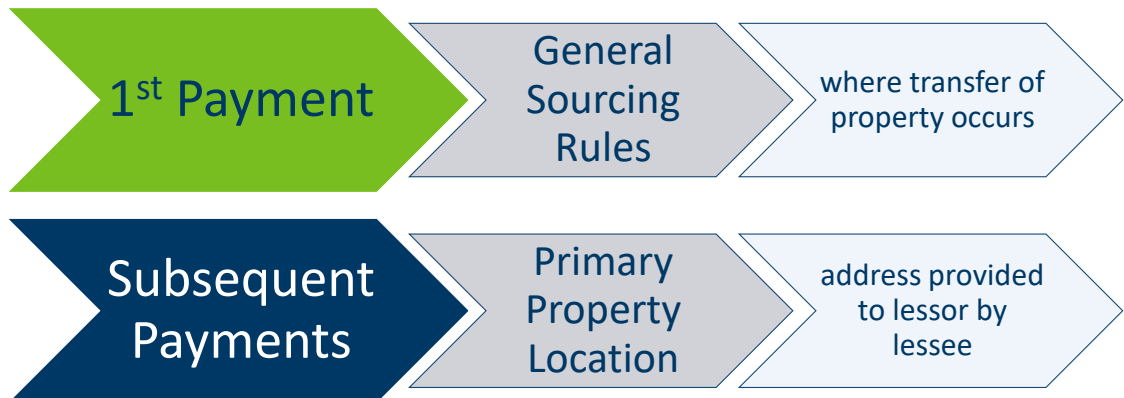 1st Payment
General
Sourcing
Rules
where transfer of
property occurs
Subsequent
Payments
Primary
Property
Location
address provided
to lessor by
lessee